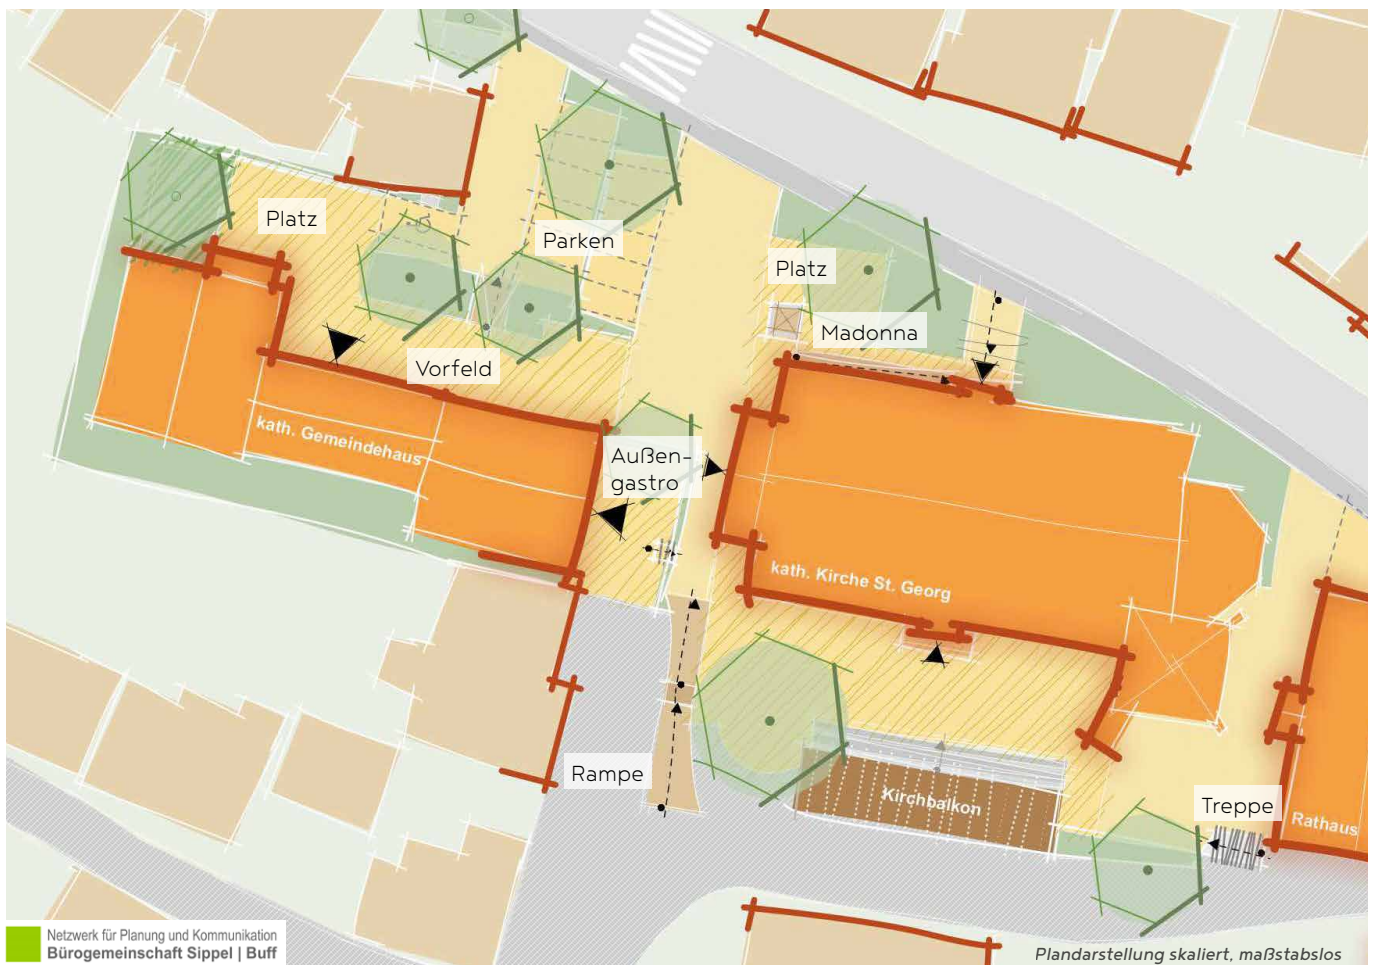 Platz
Parken
Platz
Madonna
Vorfeld
kath. Gemeindehaus
Außen-
gastro
kath. Kirche St. Georg
Rampe
Kirchbalkon
Treppe
Rathaus
Netzwerk für Planung und Kommunikation
Bürogemeinschaft Sippel | Buff
Plandarstellung skaliert, maßstabslos